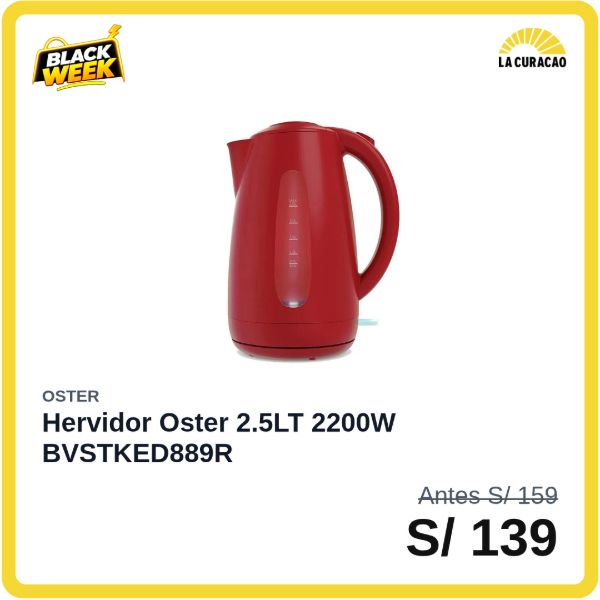 BLACK
WEEK
LA CURACAO
OSTER
Hervidor Oster 2.5LT 2200W
BVSTKED889R
Antes S/ 159
S/ 139